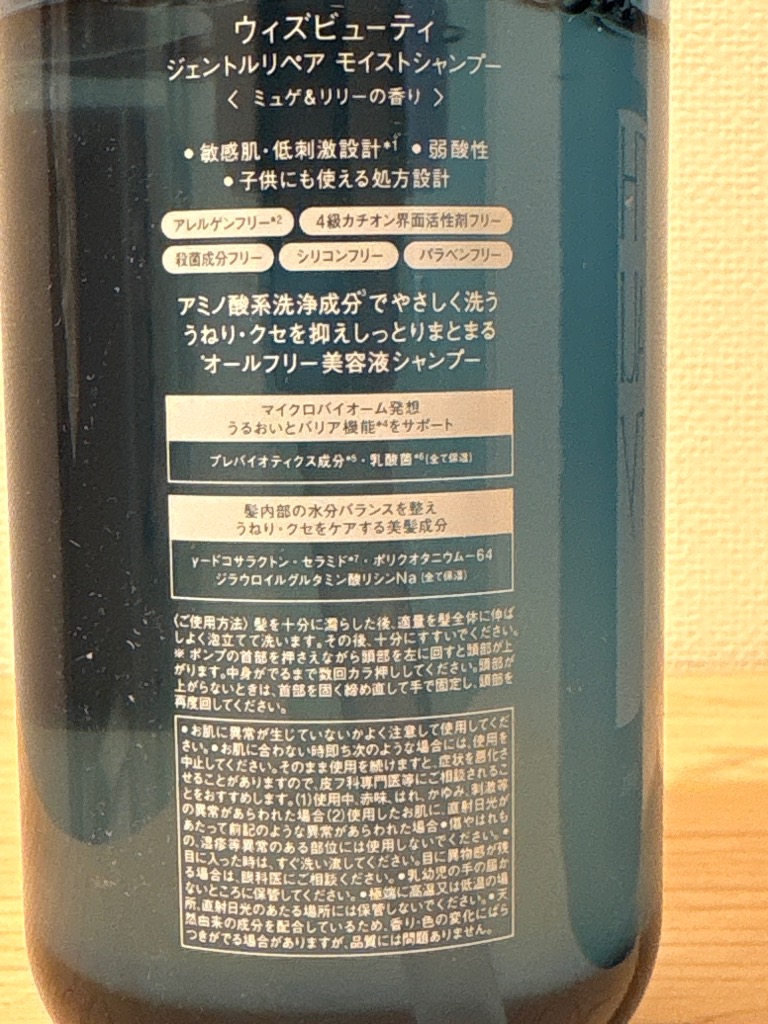 ウィズビューティ
ジェントルリペア モイストシャンプー
〈 ミュゲ&リリーの香り 〉
●敏感肌・低刺激設計*1 ●弱酸性
●子供にも使える処方設計
アレルゲンフリー*2 4級カチオン界面活性剤フリー
殺菌成分フリー シリコンフリー パラベンフリー
アミノ酸系洗浄成分*3でやさしく洗う
うねり・クセを抑えしっとりまとまる
オールフリー美容液シャンプー
マイクロバイオーム発想
うるおいとバリア機能*4をサポート
プレバイオティクス成分*5・乳酸菌*6(全て保湿)
髪内部の水分バランスを整え
うねり・クセをケアする美髪成分
γードコサラクトン・セラミド*7・ポリクオタニウムー64
ジラウロイルグルタミン酸リシンNa(全て保湿)
〈ご使用方法〉髪を十分に濡らした後、適量を髪全体に伸ば
しよく泡立てて洗います。その後、十分にすすいでください。
※ ポンプの首部を押さえながら頭部を左に回すと頭部が上
がります。中身がでるまで数回カラ押ししてください。頭部が
上がらないときは、首部を固く締め直して手で固定し、頭部を
再度回してください。
●お肌に異常が生じていないかよく注意して使用してくだ
さい。●お肌に合わない時即ち次のような場合には、使用を
中止してください。そのまま使用を続けますと、症状を悪化さ
せることがありますので、皮フ科専門医等にご相談されるこ
とをおすすめします。(1)使用中、赤味、はれ、かゆみ、刺激等
の異常があらわれた場合(2)使用したお肌に、直射日光が
あたって前記のような異常があらわれた場合●傷やはれも
の、湿疹等異常のある部位には使用しないでください。●
目に入った時は、すぐ洗い流してください。目に異物感が残
る場合は、眼科医にご相談ください。●乳幼児の手の届か
ないところに保管してください。●極端に高温又は低温の場
所、直射日光のあたる場所には保管しないでください。●天
然由来の成分を配合しているため、香り・色の変化にばら
つきがでる場合がありますが、品質には問題ありません。